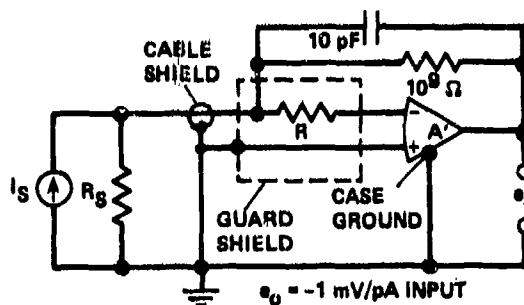 10 pF
CABLE
SHIELD
10⁹ Ω
R
−
A'
+
I_S
R_S
GUARD
SHIELD
CASE
GROUND
e_o = −1 mV/pA INPUT